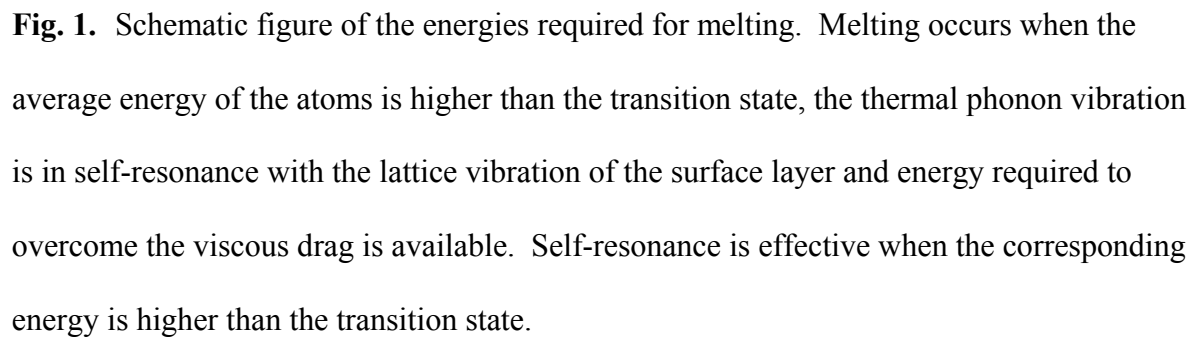 Fig. 1.  Schematic figure of the energies required for melting.  Melting occurs when the
average energy of the atoms is higher than the transition state, the thermal phonon vibration
is in self-resonance with the lattice vibration of the surface layer and energy required to
overcome the viscous drag is available.  Self-resonance is effective when the corresponding
energy is higher than the transition state.